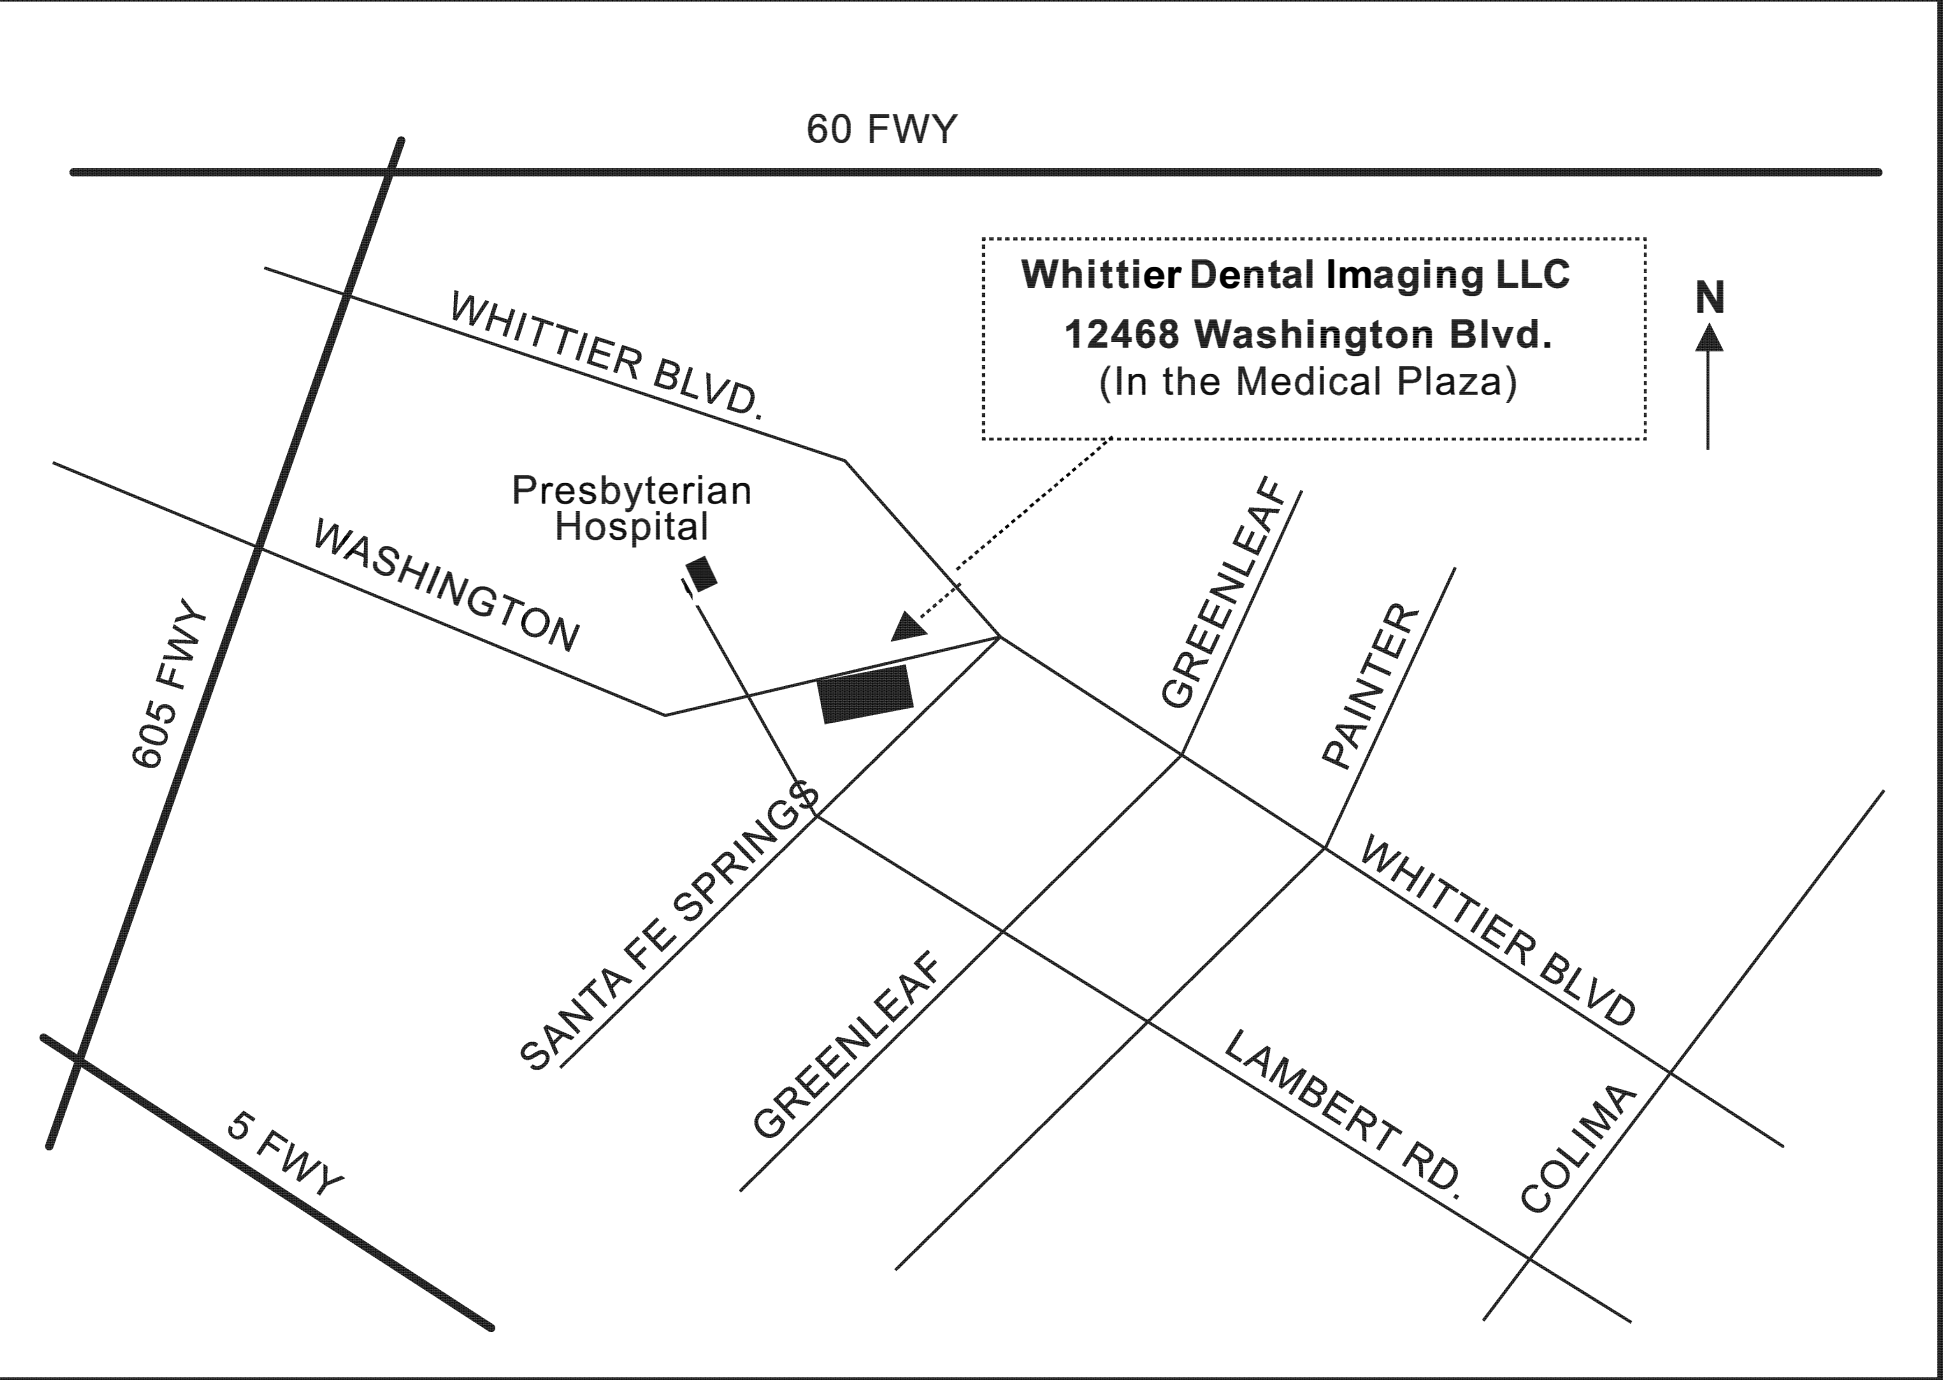 60 FWY
Whittier Dental Imaging LLC
12468 Washington Blvd.
(In the Medical Plaza)
N
WHITTIER BLVD.
Presbyterian
Hospital
WASHINGTON
GREENLEAF
PAINTER
605 FWY
SANTA FE SPRINGS
WHITTIER BLVD
GREENLEAF
LAMBERT RD.
COLIMA
5 FWY